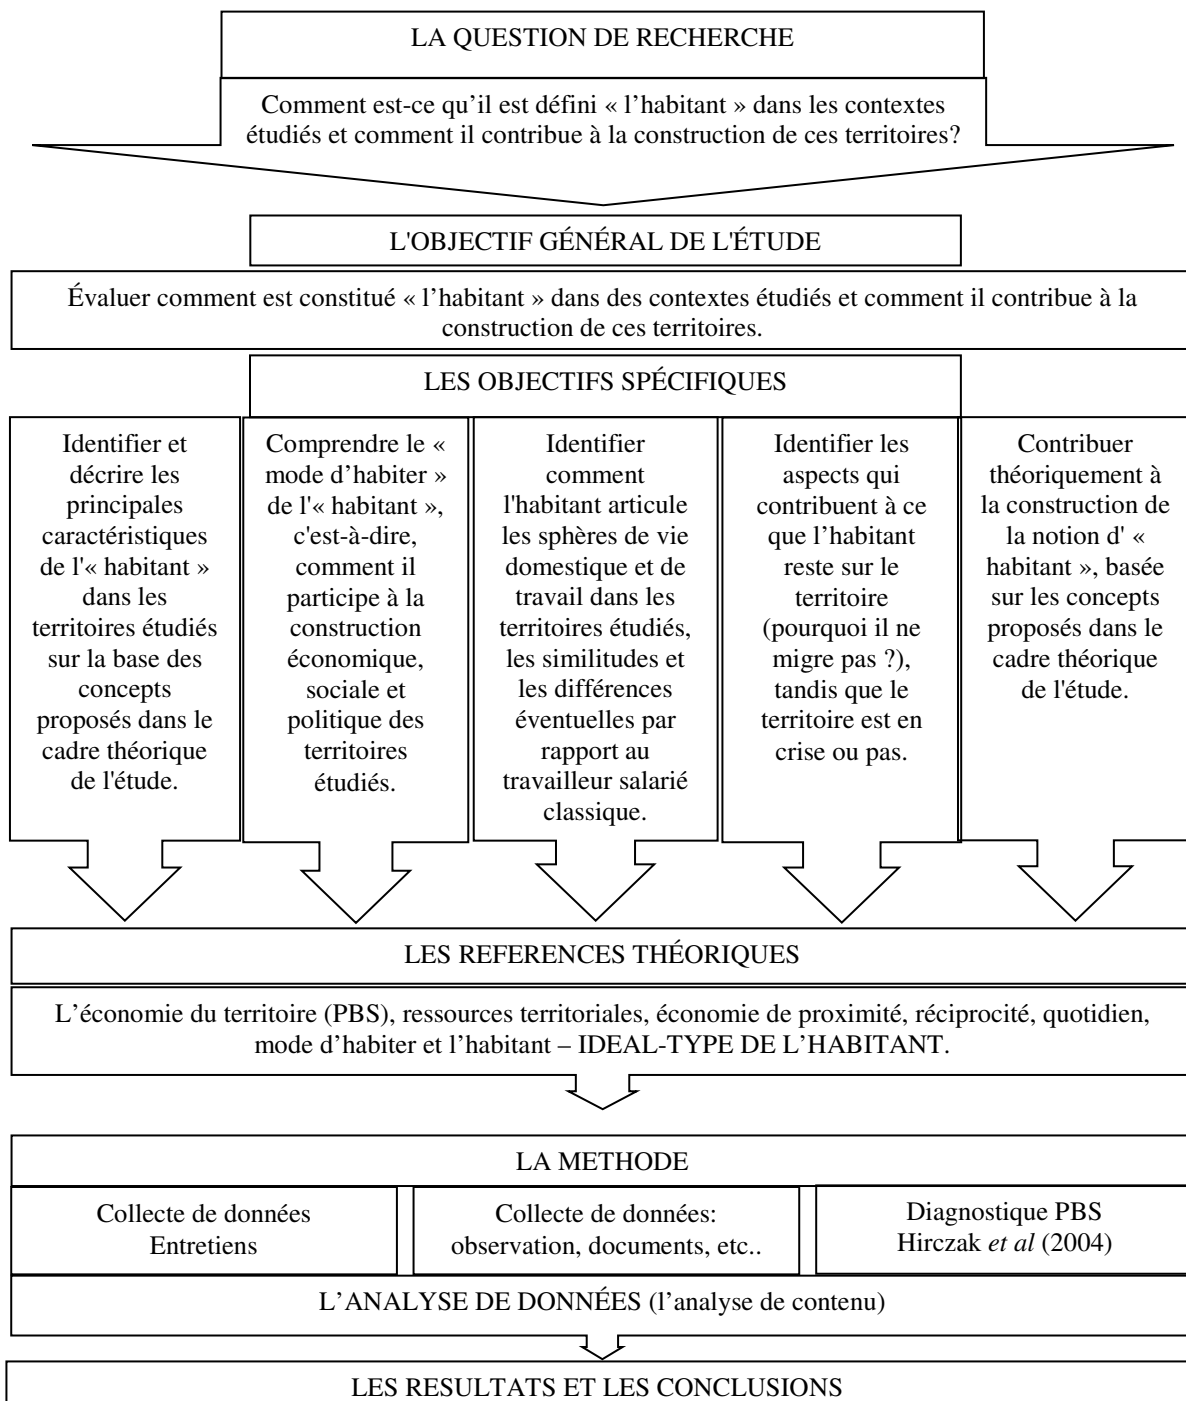 LA QUESTION DE RECHERCHE
Comment est-ce qu’il est défini « l’habitant » dans les contextes
étudiés et comment il contribue à la construction de ces territoires?
L'OBJECTIF GÉNÉRAL DE L'ÉTUDE
Évaluer comment est constitué « l’habitant » dans des contextes étudiés et comment il contribue à la
construction de ces territoires.
LES OBJECTIFS SPÉCIFIQUES
Identifier et
décrire les
principales
caractéristiques
de l'« habitant »
dans les
territoires étudiés
sur la base des
concepts
proposés dans le
cadre théorique
de l'étude.
Comprendre le «
mode d’habiter »
de l'« habitant »,
c'est-à-dire,
comment il
participe à la
construction
économique,
sociale et
politique des
territoires
étudiés.
Identifier
comment
l'habitant articule
les sphères de vie
domestique et de
travail dans les
territoires étudiés,
les similitudes et
les différences
éventuelles par
rapport au
travailleur salarié
classique.
Identifier les
aspects qui
contribuent à ce
que l’habitant
reste sur le
territoire
(pourquoi il ne
migre pas ?),
tandis que le
territoire est en
crise ou pas.
Contribuer
théoriquement à
la construction de
la notion d' «
habitant », basée
sur les concepts
proposés dans le
cadre théorique
de l'étude.
LES REFERENCES THÉORIQUES
L’économie du territoire (PBS), ressources territoriales, économie de proximité, réciprocité, quotidien,
mode d’habiter et l’habitant – IDEAL-TYPE DE L’HABITANT.
LA METHODE
Collecte de données
Entretiens
Collecte de données:
observation, documents, etc..
Diagnostique PBS
Hirczak et al (2004)
L’ANALYSE DE DONNÉES (l’analyse de contenu)
LES RESULTATS ET LES CONCLUSIONS